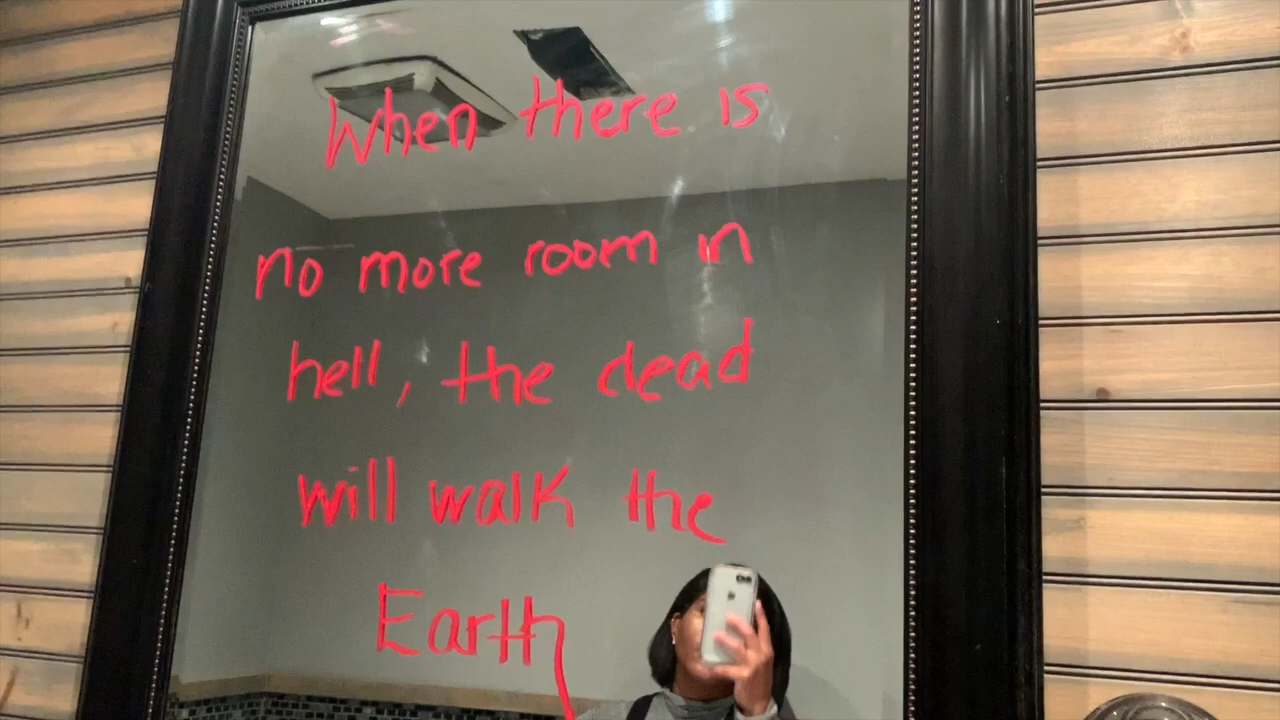 When there is
no more room in
hell, the dead
will walk the
Earth